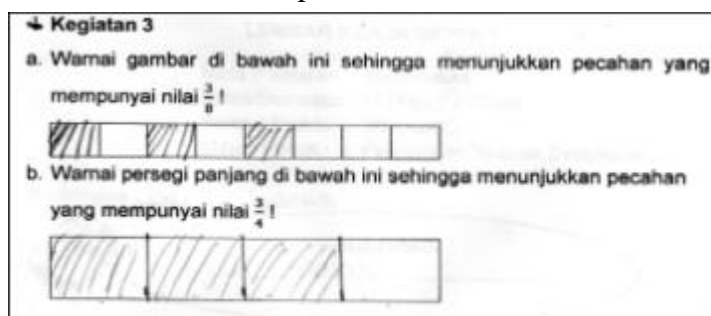 Kegiatan 3
a. Warnai gambar di bawah ini sehingga menunjukkan pecahan yang
mempunyai nilai 3/8 !
b. Warnai persegi panjang di bawah ini sehingga menunjukkan pecahan
yang mempunyai nilai 3/4 !